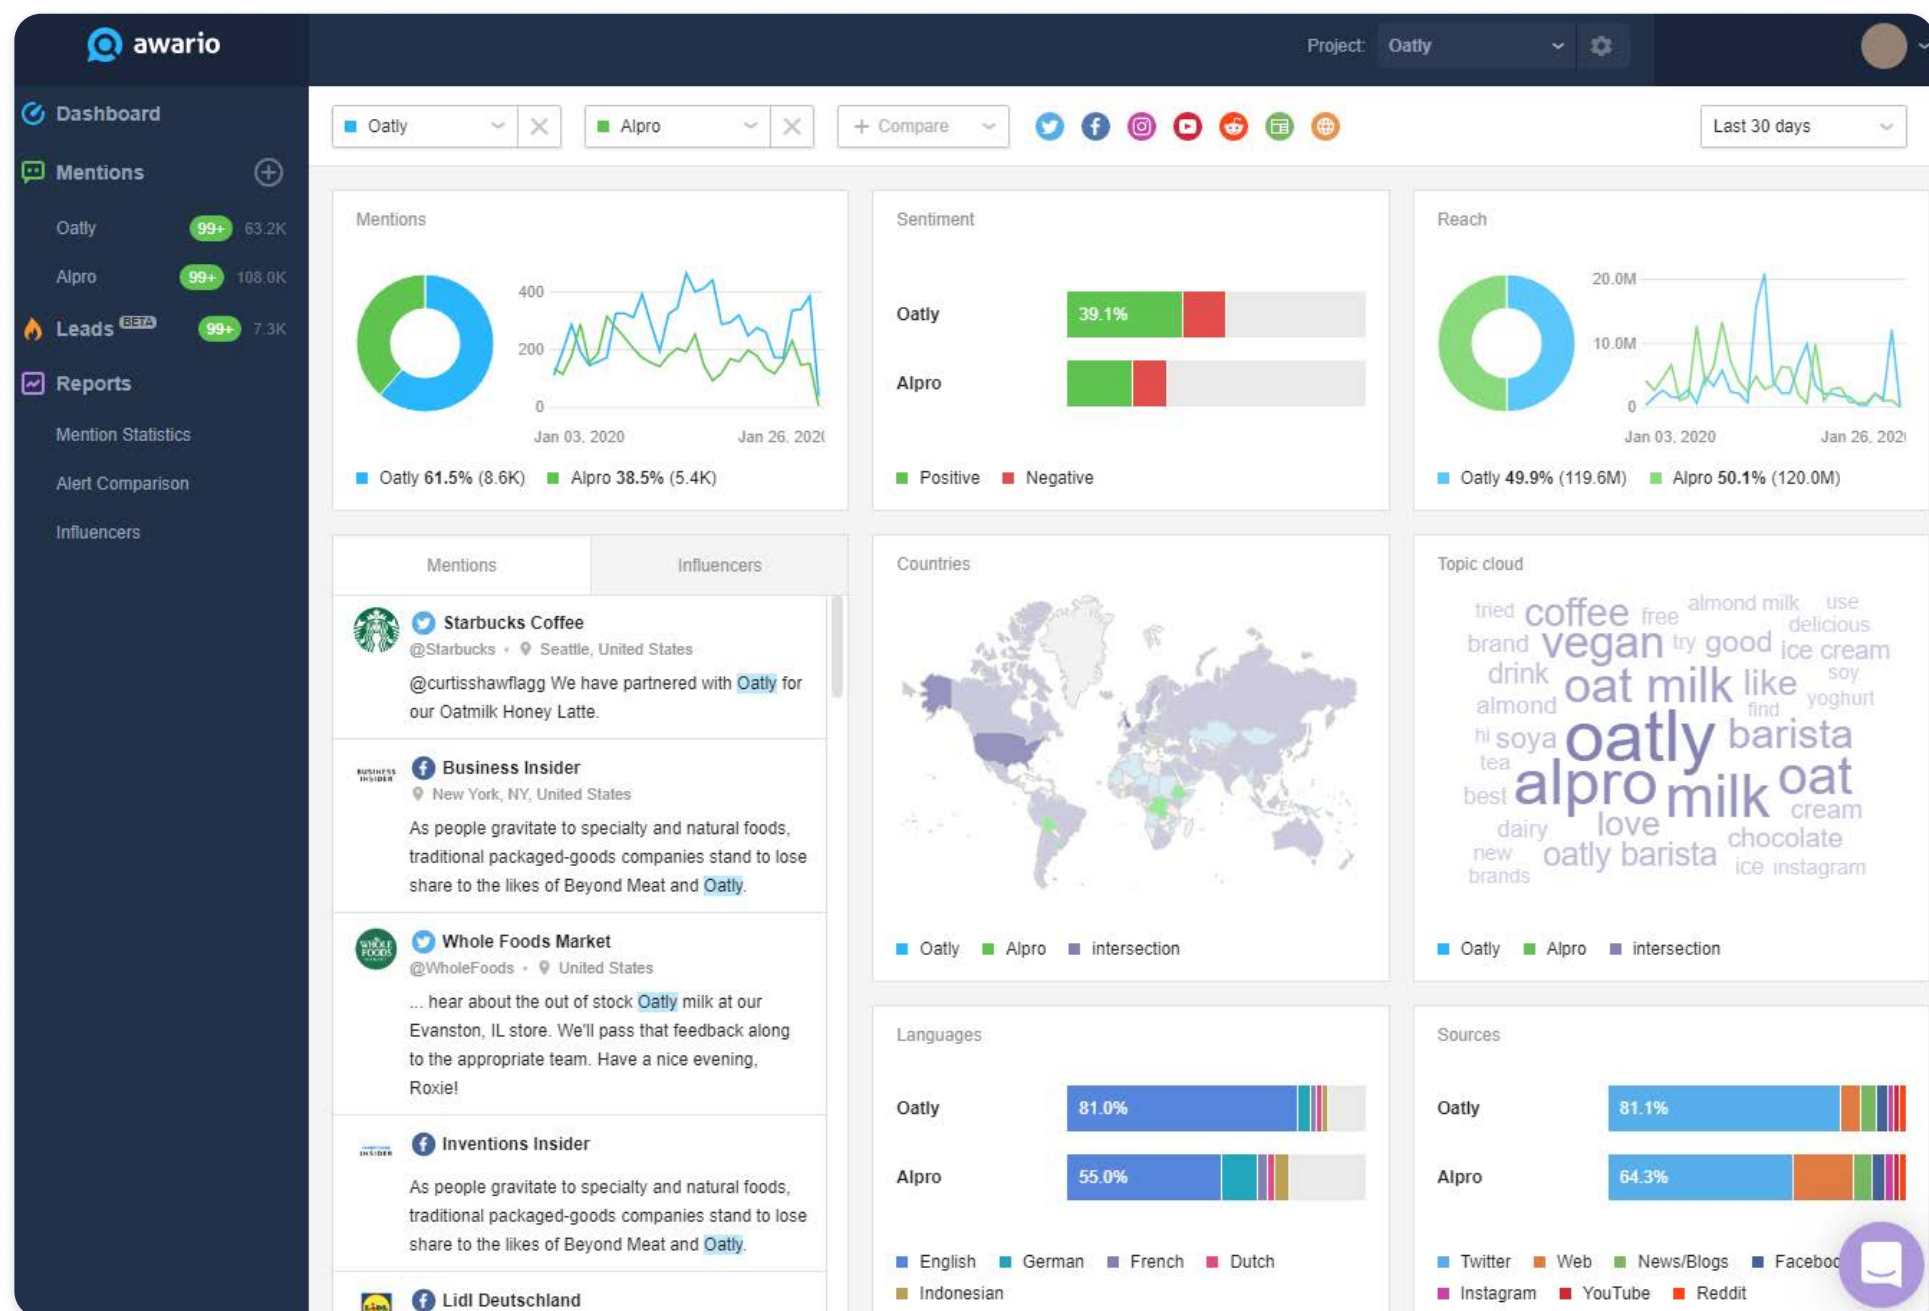 awario
Project: Oatly
Dashboard
Mentions
Oatly 99+ 63.2K
Alpro 99+ 108.0K
Leads BETA 99+ 7.3K
Reports
Mention Statistics
Alert Comparison
Influencers
Oatly
Alpro
+ Compare
Last 30 days
Mentions
400
200
0
Jan 03, 2020 Jan 26, 202
Oatly 61.5% (8.6K) Alpro 38.5% (5.4K)
Sentiment
Oatly 39.1%
Alpro
Positive Negative
Reach
20.0M
10.0M
0
Jan 03, 2020 Jan 26, 202
Oatly 49.9% (119.6M) Alpro 50.1% (120.0M)
Mentions Influencers
Starbucks Coffee
@Starbucks • Seattle, United States
@curtisshawflagg We have partnered with Oatly for
our Oatmilk Honey Latte.
BUSINESS
INSIDER
Business Insider
New York, NY, United States
As people gravitate to specialty and natural foods,
traditional packaged-goods companies stand to lose
share to the likes of Beyond Meat and Oatly.
WHOLE
FOODS
Whole Foods Market
@WholeFoods • United States
... hear about the out of stock Oatly milk at our
Evanston, IL store. We'll pass that feedback along
to the appropriate team. Have a nice evening,
Roxie!
INSIDER
Inventions Insider
As people gravitate to specialty and natural foods,
traditional packaged-goods companies stand to lose
share to the likes of Beyond Meat and Oatly.
LIDL
Lidl Deutschland
Countries
Oatly Alpro intersection
Topic cloud
tried coffee free almond milk use
delicious
brand vegan try good ice cream
drink oat milk like soy
almond find yoghurt
hi soya oatly barista
tea
best alpro milk oat
cream
dairy love chocolate
new oatly barista ice instagram
brands
Oatly Alpro intersection
Languages
Oatly 81.0%
Alpro 55.0%
English German French Dutch
Indonesian
Sources
Oatly 81.1%
Alpro 64.3%
Twitter Web News/Blogs Faceboo
Instagram YouTube Reddit